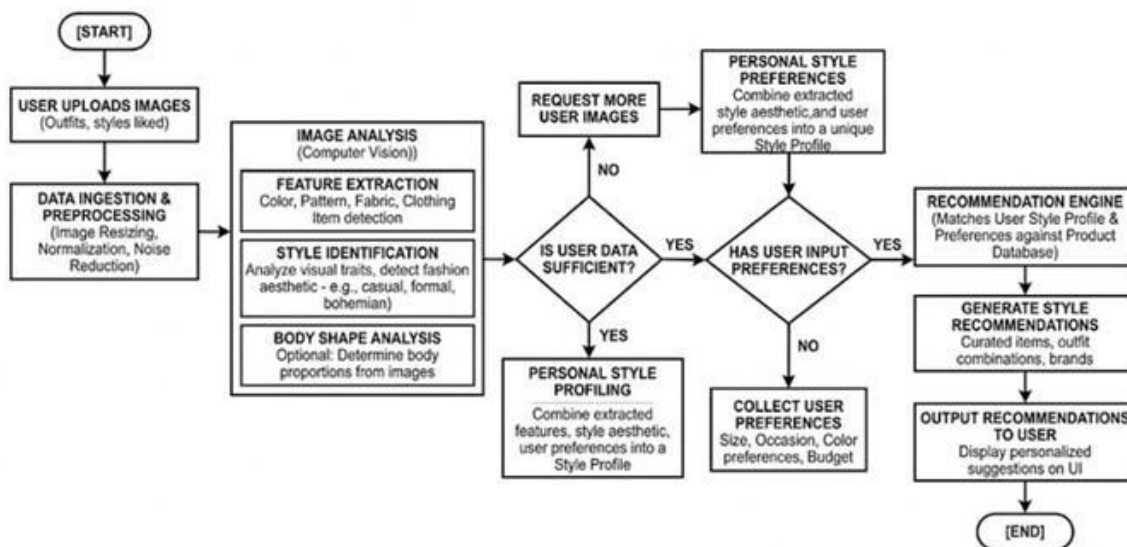 [START]
USER UPLOADS IMAGES
(Outfits, styles liked)
DATA INGESTION &
PREPROCESSING
(Image Resizing,
Normalization, Noise
Reduction)
IMAGE ANALYSIS
(Computer Vision))
FEATURE EXTRACTION
Color, Pattern, Fabric, Clothing
Item detection
STYLE IDENTIFICATION
Analyze visual traits, detect fashion
aesthetic - e.g., casual, formal,
bohemian)
BODY SHAPE ANALYSIS
Optional: Determine body
proportions from images
REQUEST MORE
USER IMAGES
NO
IS USER DATA
SUFFICIENT?
YES
YES
PERSONAL STYLE
PROFILING
Combine extracted
features, style aesthetic,
user preferences into a
Style Profile
PERSONAL STYLE
PREFERENCES
Combine extracted
style aesthetic,and user
preferences into a unique
Style Profile
HAS USER INPUT
PREFERENCES?
YES
NO
COLLECT USER
PREFERENCES
Size, Occasion, Color
preferences, Budget
RECOMMENDATION ENGINE
(Matches User Style Profile &
Preferences against Product
Database)
GENERATE STYLE
RECOMMENDATIONS
Curated items, outfit
combinations, brands
OUTPUT RECOMMENDATIONS
TO USER
Display personalized
suggestions on UI
[END]